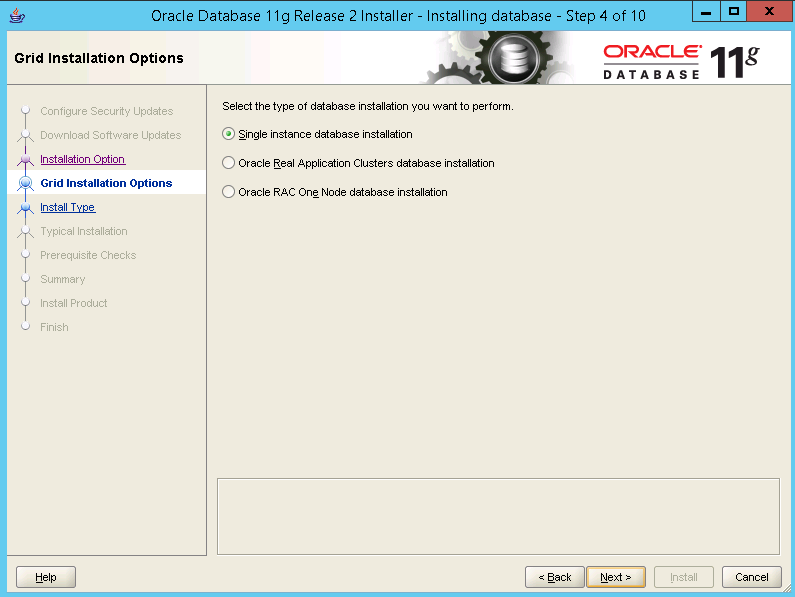 Oracle Database 11g Release 2 Installer - Installing database - Step 4 of 10
Grid Installation Options
ORACLE
DATABASE 11g
Configure Security Updates
Download Software Updates
Installation Option
Grid Installation Options
Install Type
Typical Installation
Prerequisite Checks
Summary
Install Product
Finish
Select the type of database installation you want to perform.
Single instance database installation
Oracle Real Application Clusters database installation
Oracle RAC One Node database installation
Help
< Back
Next >
Install
Cancel